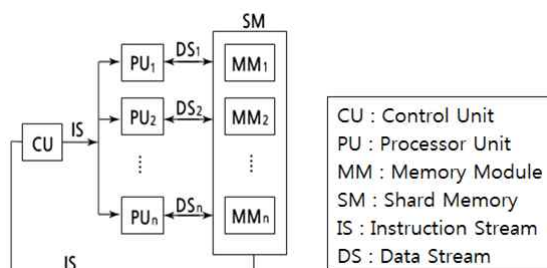 SM
PU1 DS1 MM1
PU2 DS2 MM2
CU IS
PUn DSn MMn
IS
CU : Control Unit
PU : Processor Unit
MM : Memory Module
SM : Shard Memory
IS : Instruction Stream
DS : Data Stream